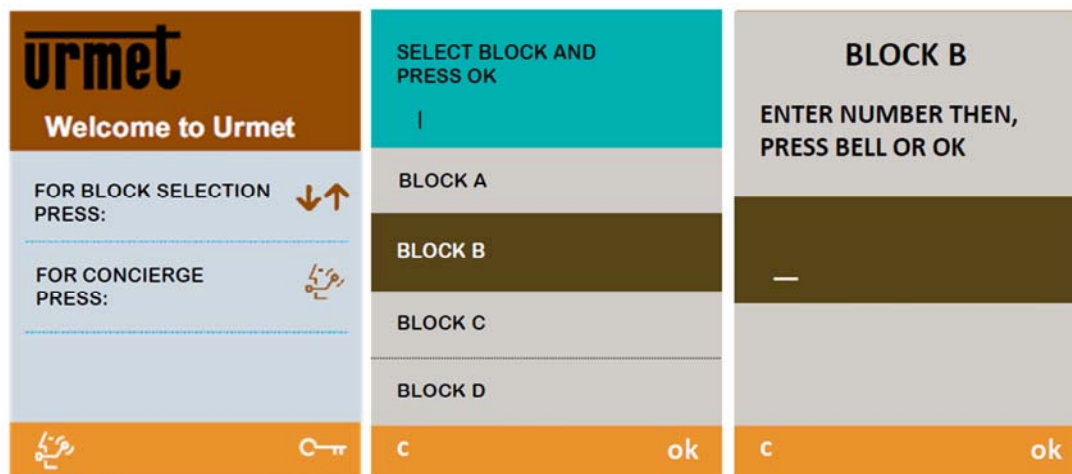 urmet
Welcome to Urmet
FOR BLOCK SELECTION
PRESS:
FOR CONCIERGE
PRESS:
SELECT BLOCK AND
PRESS OK
BLOCK A
BLOCK B
BLOCK C
BLOCK D
c
ok
BLOCK B
ENTER NUMBER THEN,
PRESS BELL OR OK
_
c
ok